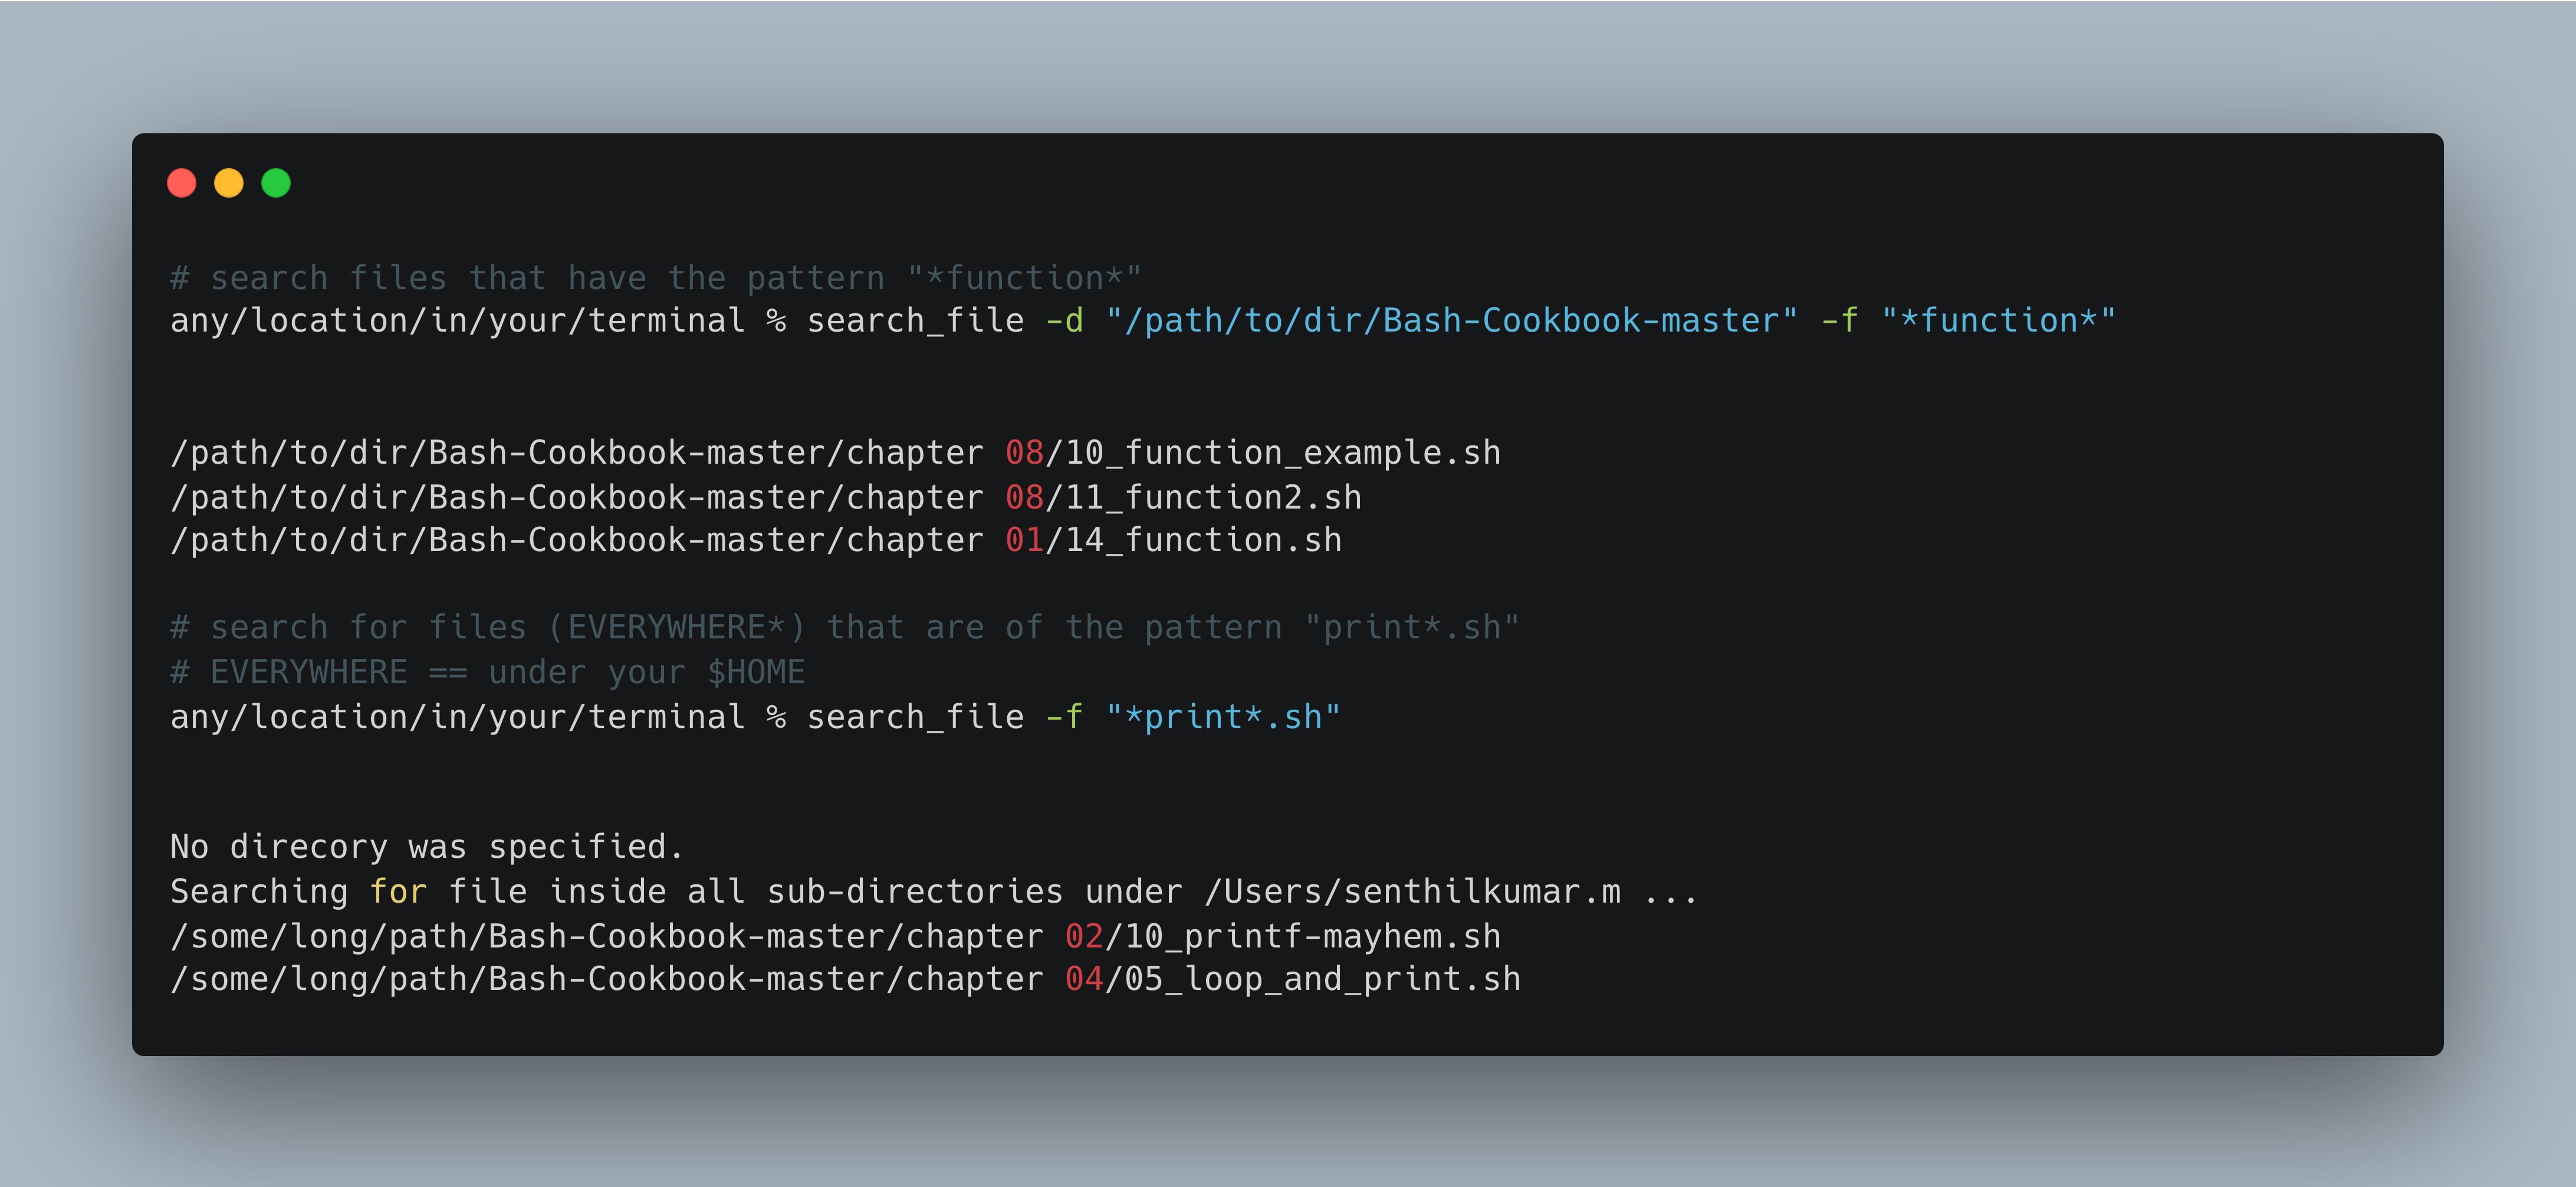 # search files that have the pattern "*function*"
any/location/in/your/terminal % search_file -d "/path/to/dir/Bash-Cookbook-master" -f "*function*"
/path/to/dir/Bash-Cookbook-master/chapter 08/10_function_example.sh
/path/to/dir/Bash-Cookbook-master/chapter 08/11_function2.sh
/path/to/dir/Bash-Cookbook-master/chapter 01/14_function.sh
# search for files (EVERYWHERE*) that are of the pattern "print*.sh"
# EVERYWHERE == under your $HOME
any/location/in/your/terminal % search_file -f "*print*.sh"
No direcory was specified.
Searching for file inside all sub-directories under /Users/senthilkumar.m ...
/some/long/path/Bash-Cookbook-master/chapter 02/10_printf-mayhem.sh
/some/long/path/Bash-Cookbook-master/chapter 04/05_loop_and_print.sh